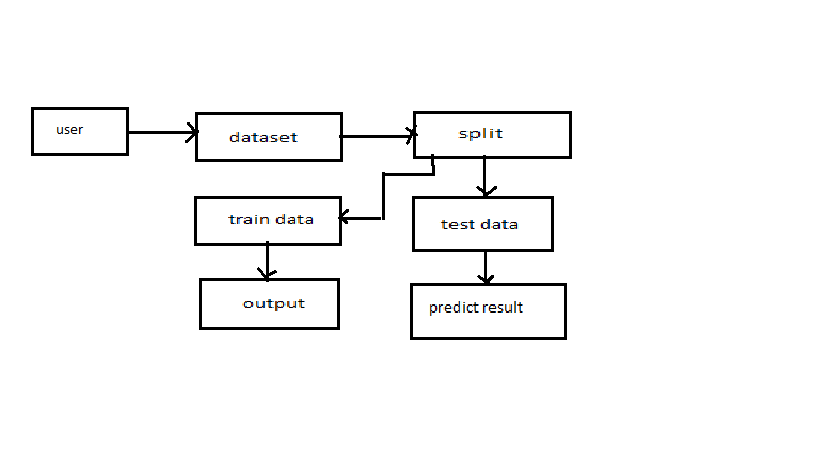 user
dataset
split
train data
test data
output
predict result